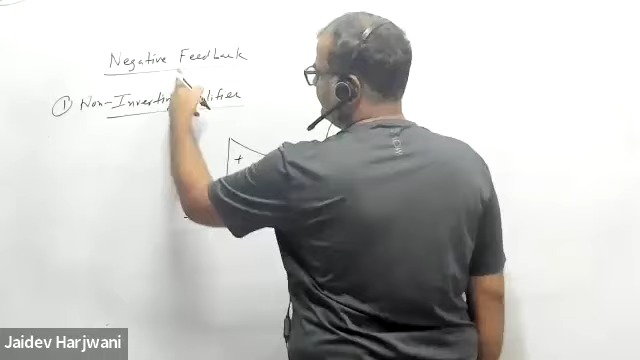 Negative Feedback
① Non-Inverting
+
Jaidev Harjwani